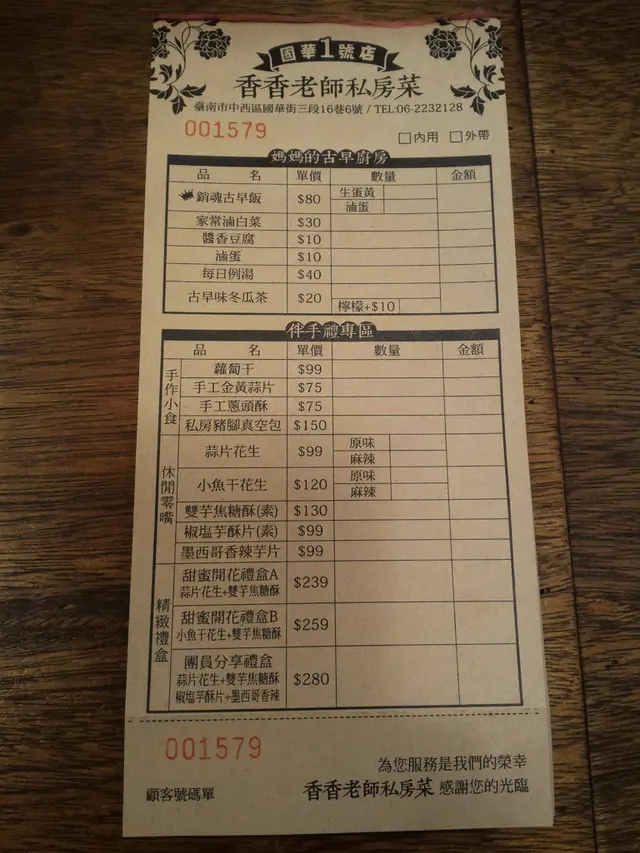 國華1號店
香香老師私房菜
臺南市中西區國華街三段16巷6號 / TEL:06-2232128
001579
□內用 □外帶
媽媽的古早廚房
品 名 單價 數量 金額
銷魂古早飯 $80 生蛋黃
滷蛋
家常滷白菜 $30
醬香豆腐 $10
滷蛋 $10
每日例湯 $40
古早味冬瓜茶 $20
檸檬+$10
伴手禮專區
品 名 單價 數量 金額
手作小食
蘿蔔干 $99
手工金黃蒜片 $75
手工蔥頭酥 $75
私房豬腳真空包 $150
休閒零嘴
蒜片花生 $99 原味
麻辣
小魚干花生 $120 原味
麻辣
雙芋焦糖酥(素) $130
椒塩芋酥片(素) $99
墨西哥香辣芋片 $99
精緻禮盒
甜蜜開花禮盒A $239
蒜片花生+雙芋焦糖酥
甜蜜開花禮盒B $259
小魚干花生+雙芋焦糖酥
團員分享禮盒 $280
蒜片花生+雙芋焦糖酥
椒塩芋酥片+墨西哥香辣
001579
為您服務是我們的榮幸
顧客號碼單 香香老師私房菜 感謝您的光臨